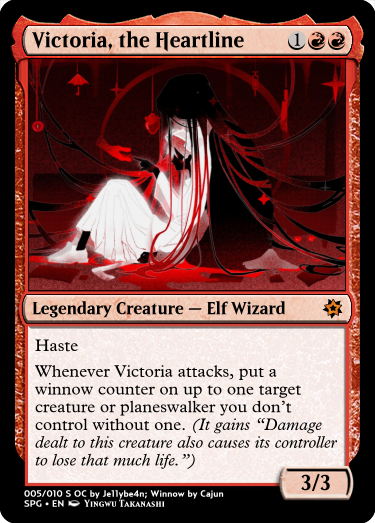 Victoria, the Heartline 1
Legendary Creature — Elf Wizard
Haste
Whenever Victoria attacks, put a
winnow counter on up to one target
creature or planeswalker you don't
control without one. (It gains “Damage
dealt to this creature also causes its controller
to lose that much life.”)
3/3
005/010 S OC by Je11ybe4n; Winnow by Cajun
SPG • EN Yingwu Takanashi